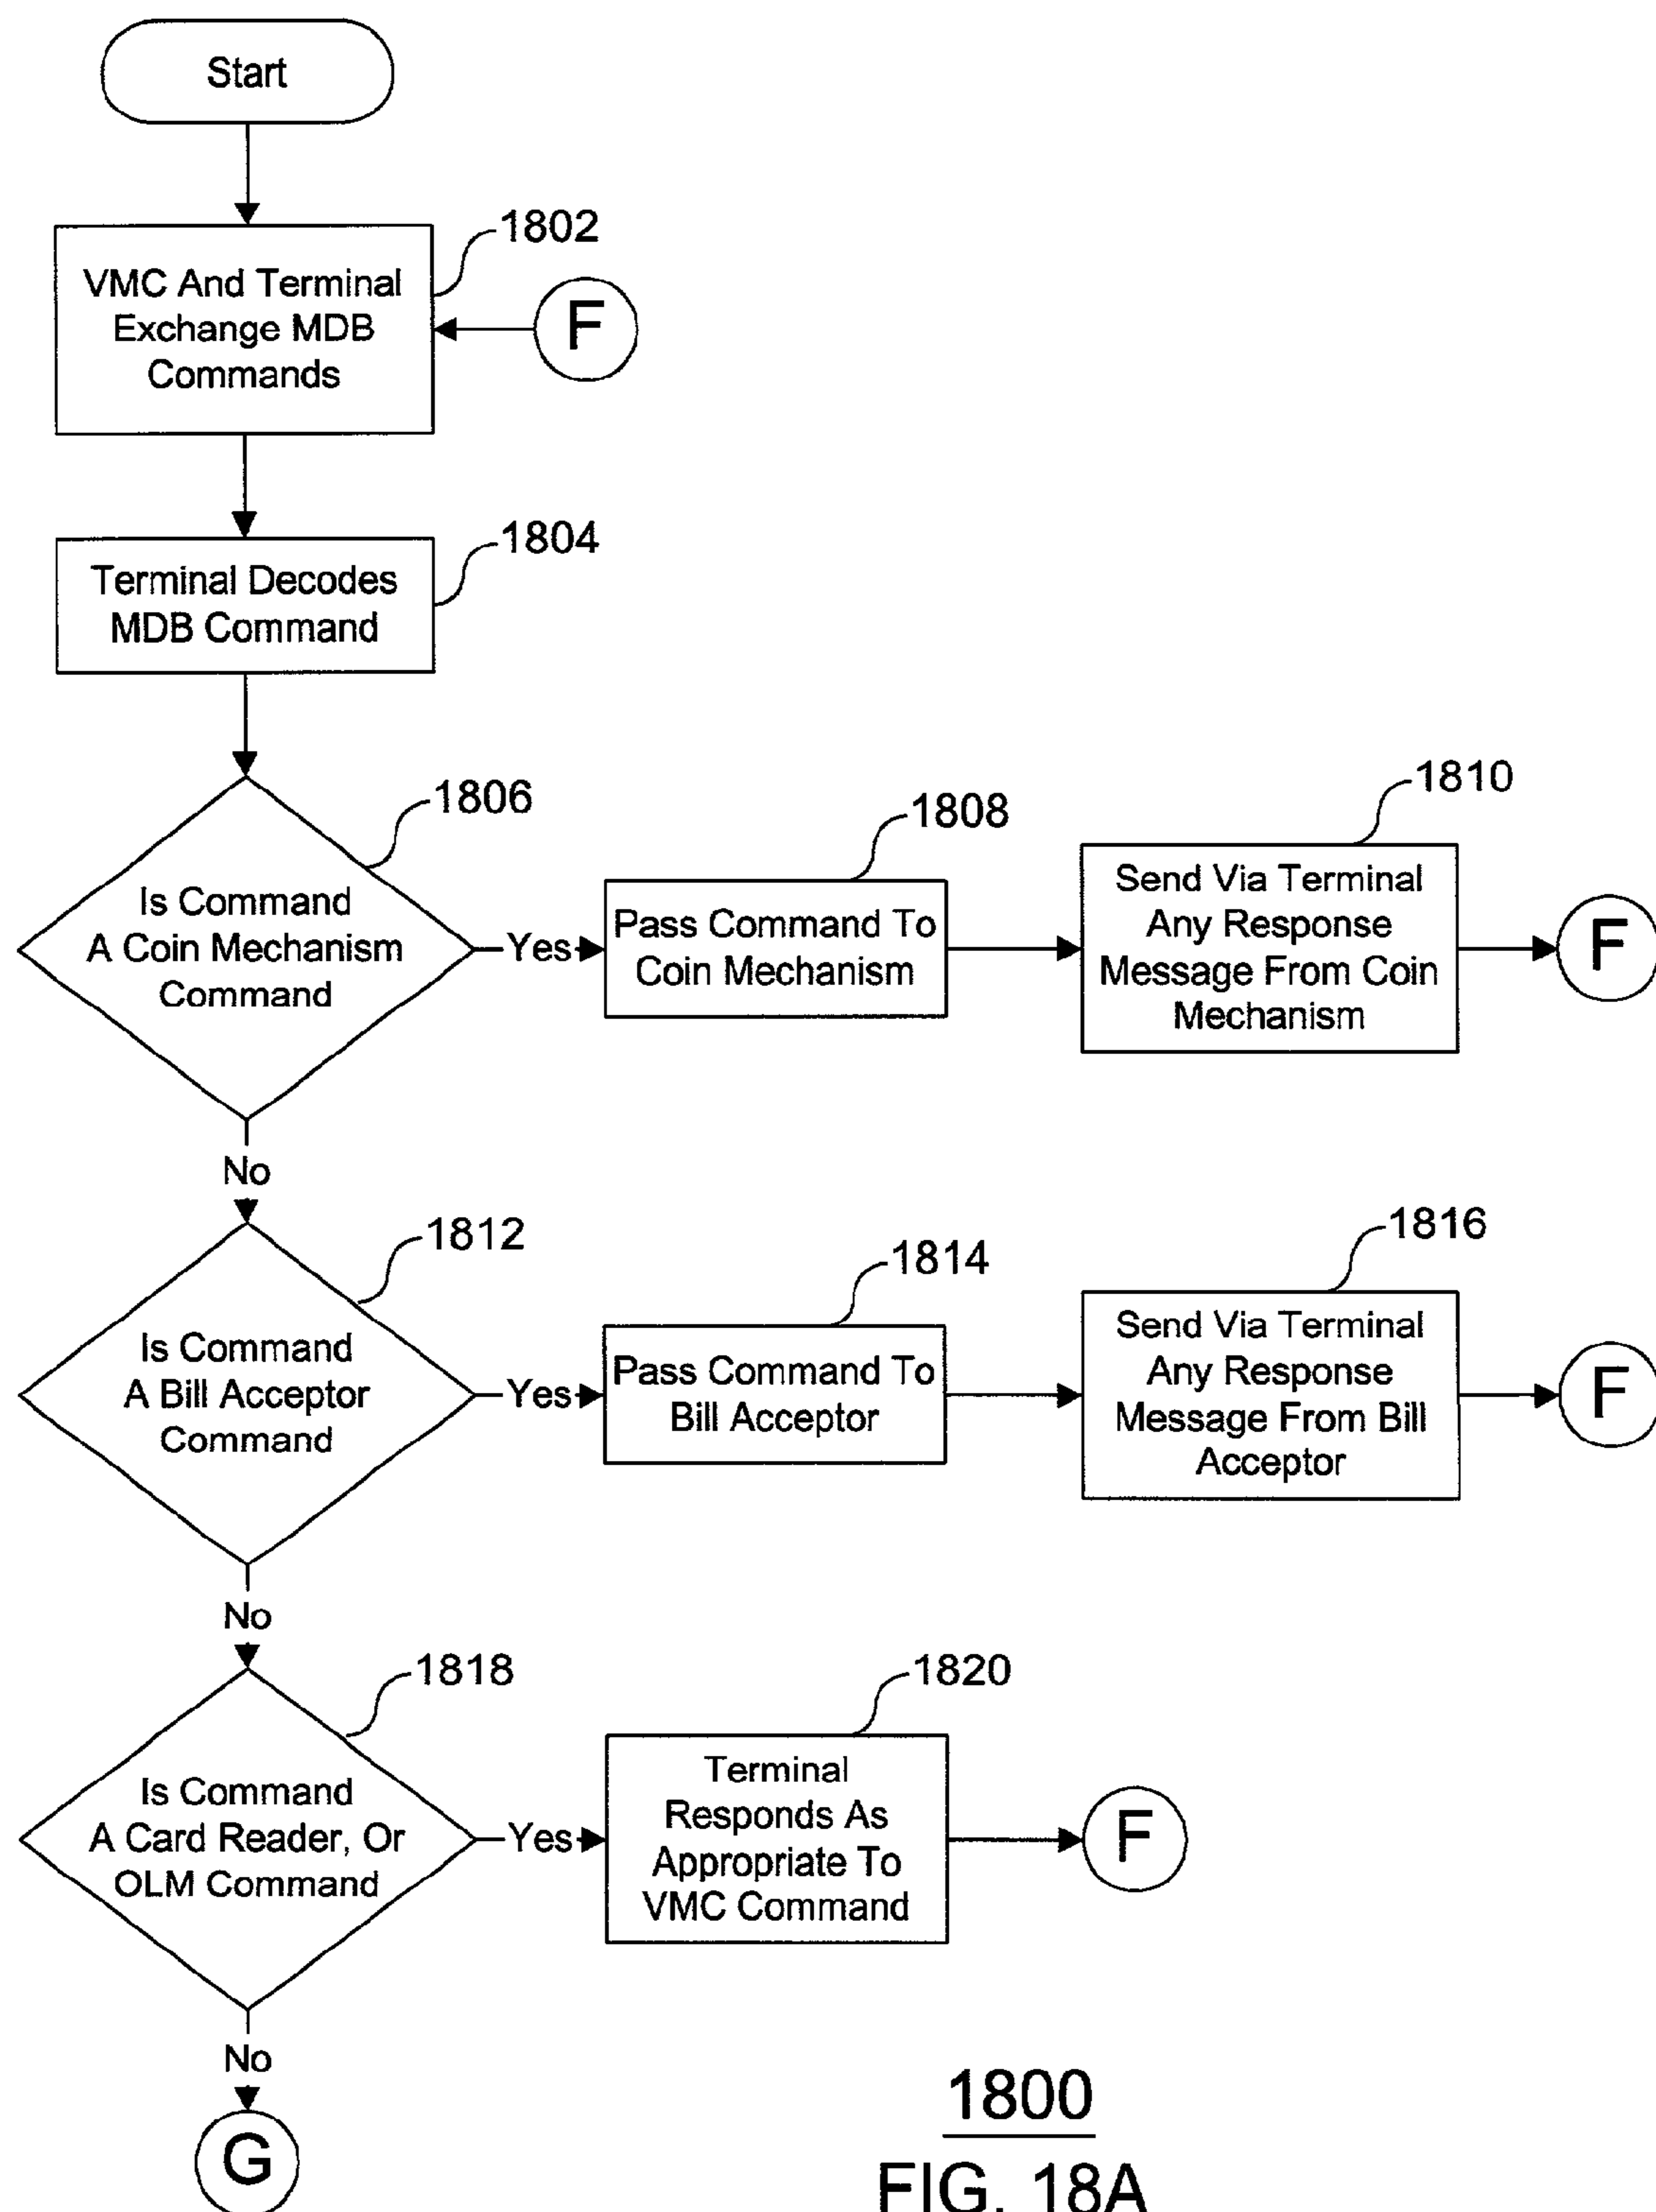 Start
1802
VMC And Terminal
Exchange MDB
Commands
F
1804
Terminal Decodes
MDB Command
1806
Is Command
A Coin Mechanism
Command
Yes
1808
Pass Command To
Coin Mechanism
1810
Send Via Terminal
Any Response
Message From Coin
Mechanism
F
No
1812
Is Command
A Bill Acceptor
Command
Yes
1814
Pass Command To
Bill Acceptor
1816
Send Via Terminal
Any Response
Message From Bill
Acceptor
F
No
1818
Is Command
A Card Reader, Or
OLM Command
Yes
1820
Terminal
Responds As
Appropriate To
VMC Command
F
No
G
1800
FIG. 18A